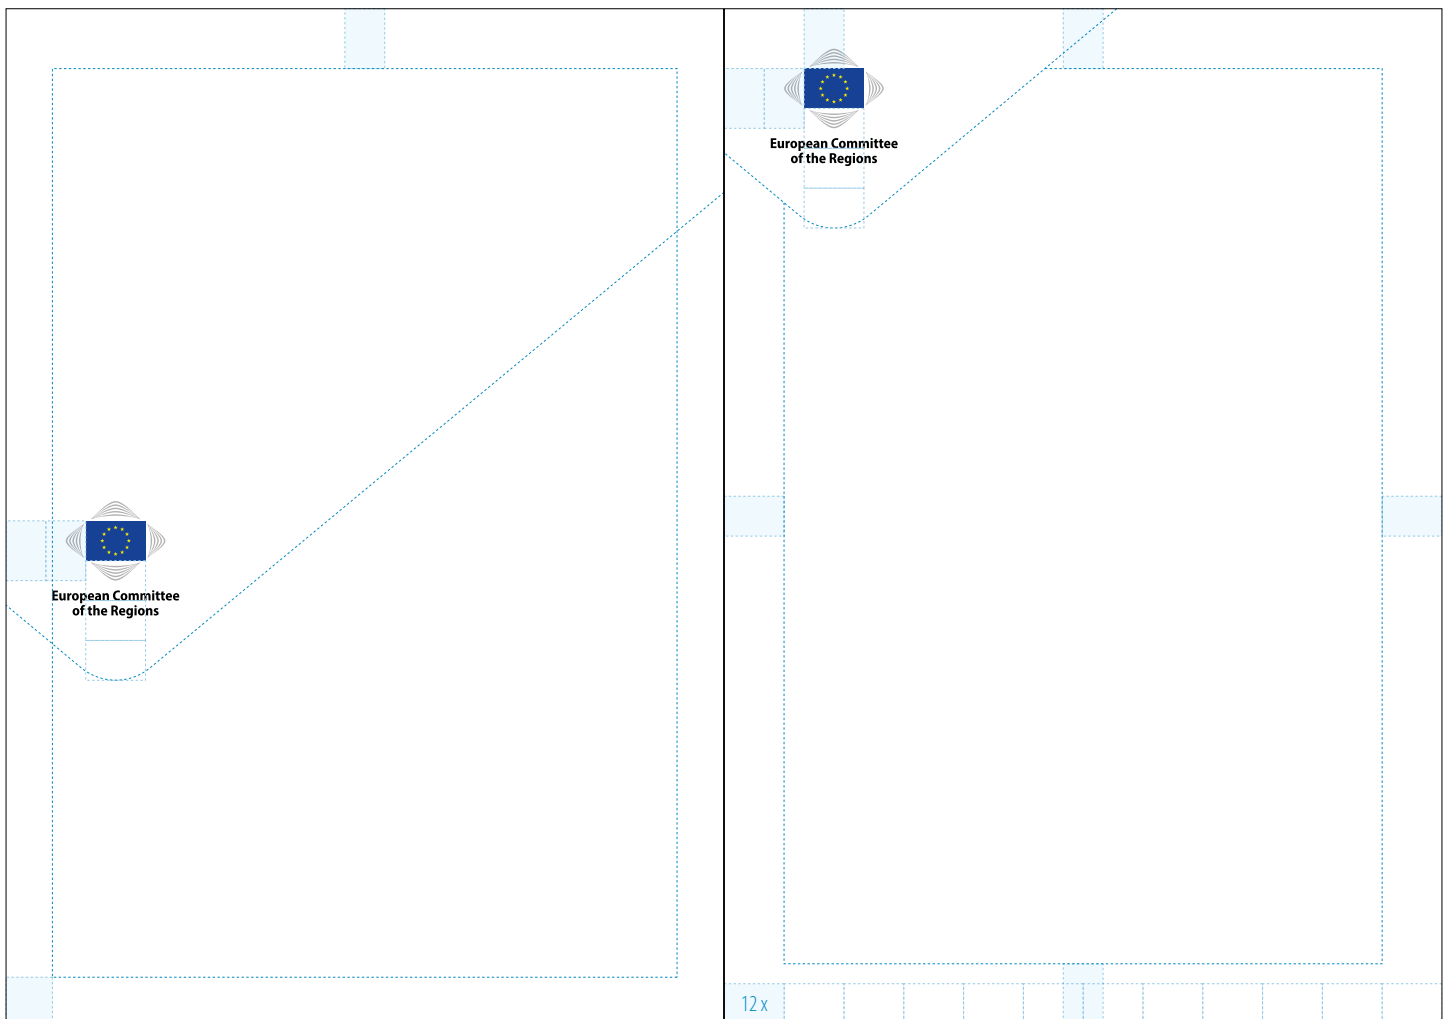 European Committee
of the Regions
European Committee
of the Regions
12 x